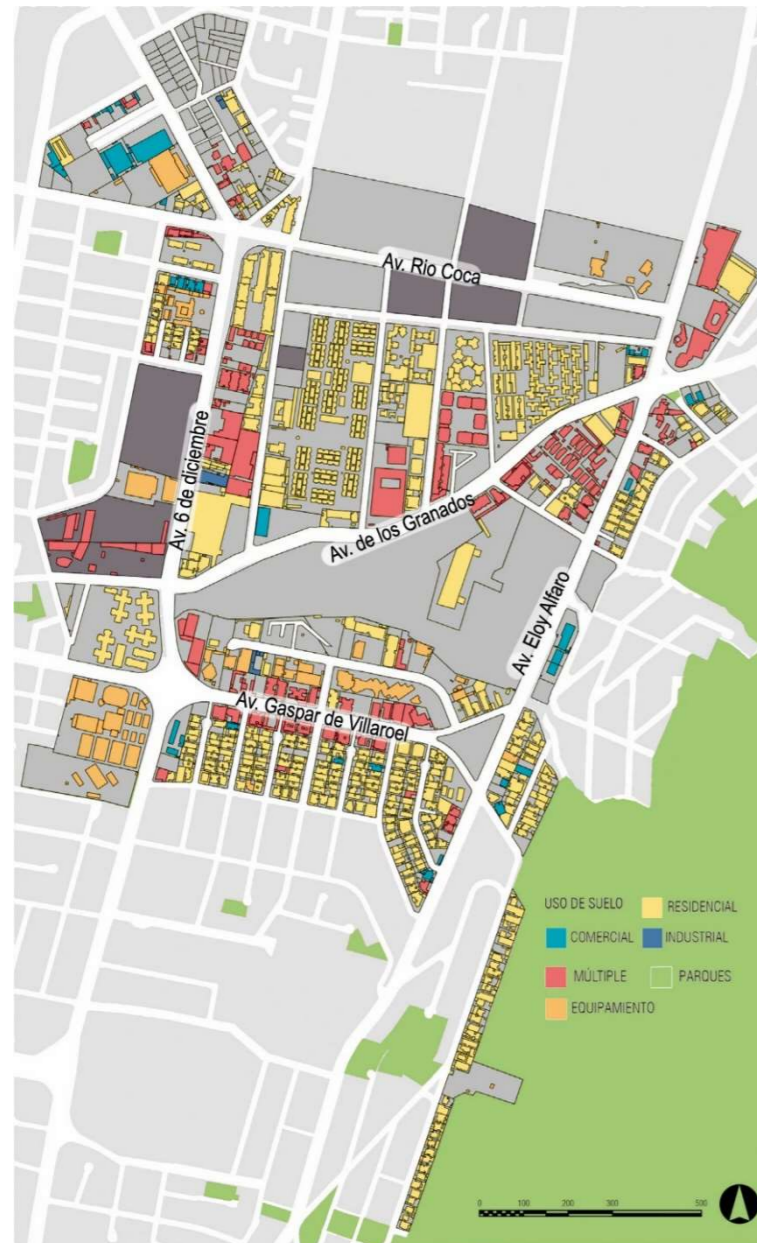 Av. Rio Coca
Av. 6 de diciembre
Av. de los Granados
Av. Eloy Alfaro
Av. Gaspar de Villaroel
USO DE SUELO RESIDENCIAL
COMERCIAL INDUSTRIAL
MÚLTIPLE PARQUES
EQUIPAMIENTO
0 100 200 300 500